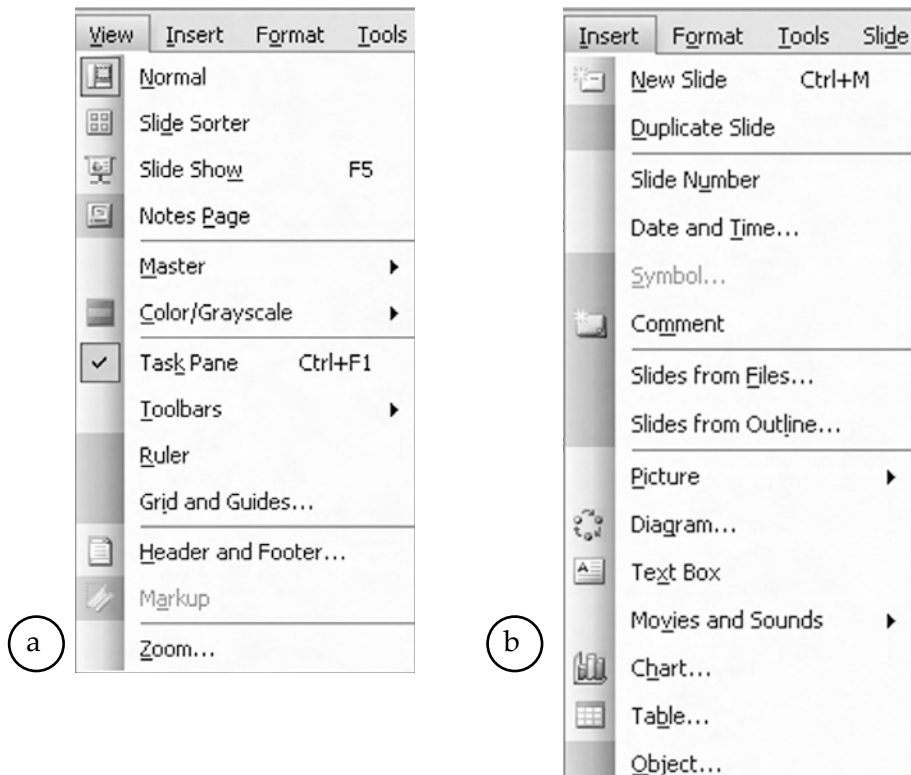 View Insert Format Tools
Normal
Slide Sorter
Slide Show F5
Notes Page
Master
Color/Grayscale
Task Pane Ctrl+F1
Toolbars
Ruler
Grid and Guides...
Header and Footer...
Markup
Zoom...
a
Insert Format Tools Slide
New Slide Ctrl+M
Duplicate Slide
Slide Number
Date and Time...
Symbol...
Comment
Slides from Files...
Slides from Outline...
Picture
Diagram...
Text Box
Movies and Sounds
Chart...
Table...
Object...
b